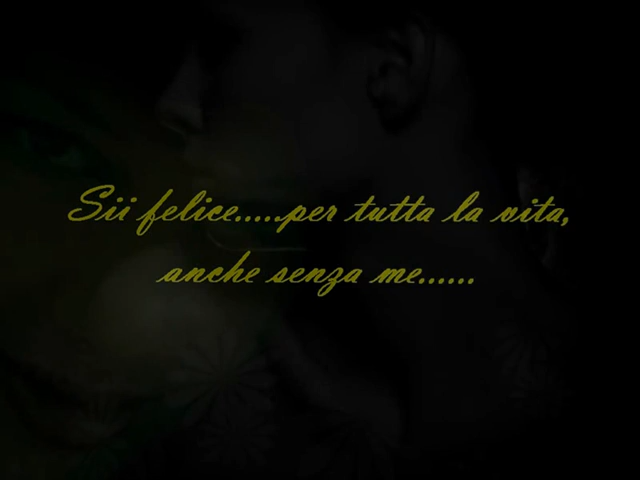 Sii felice.....per tutta la vita,
anche senza me......